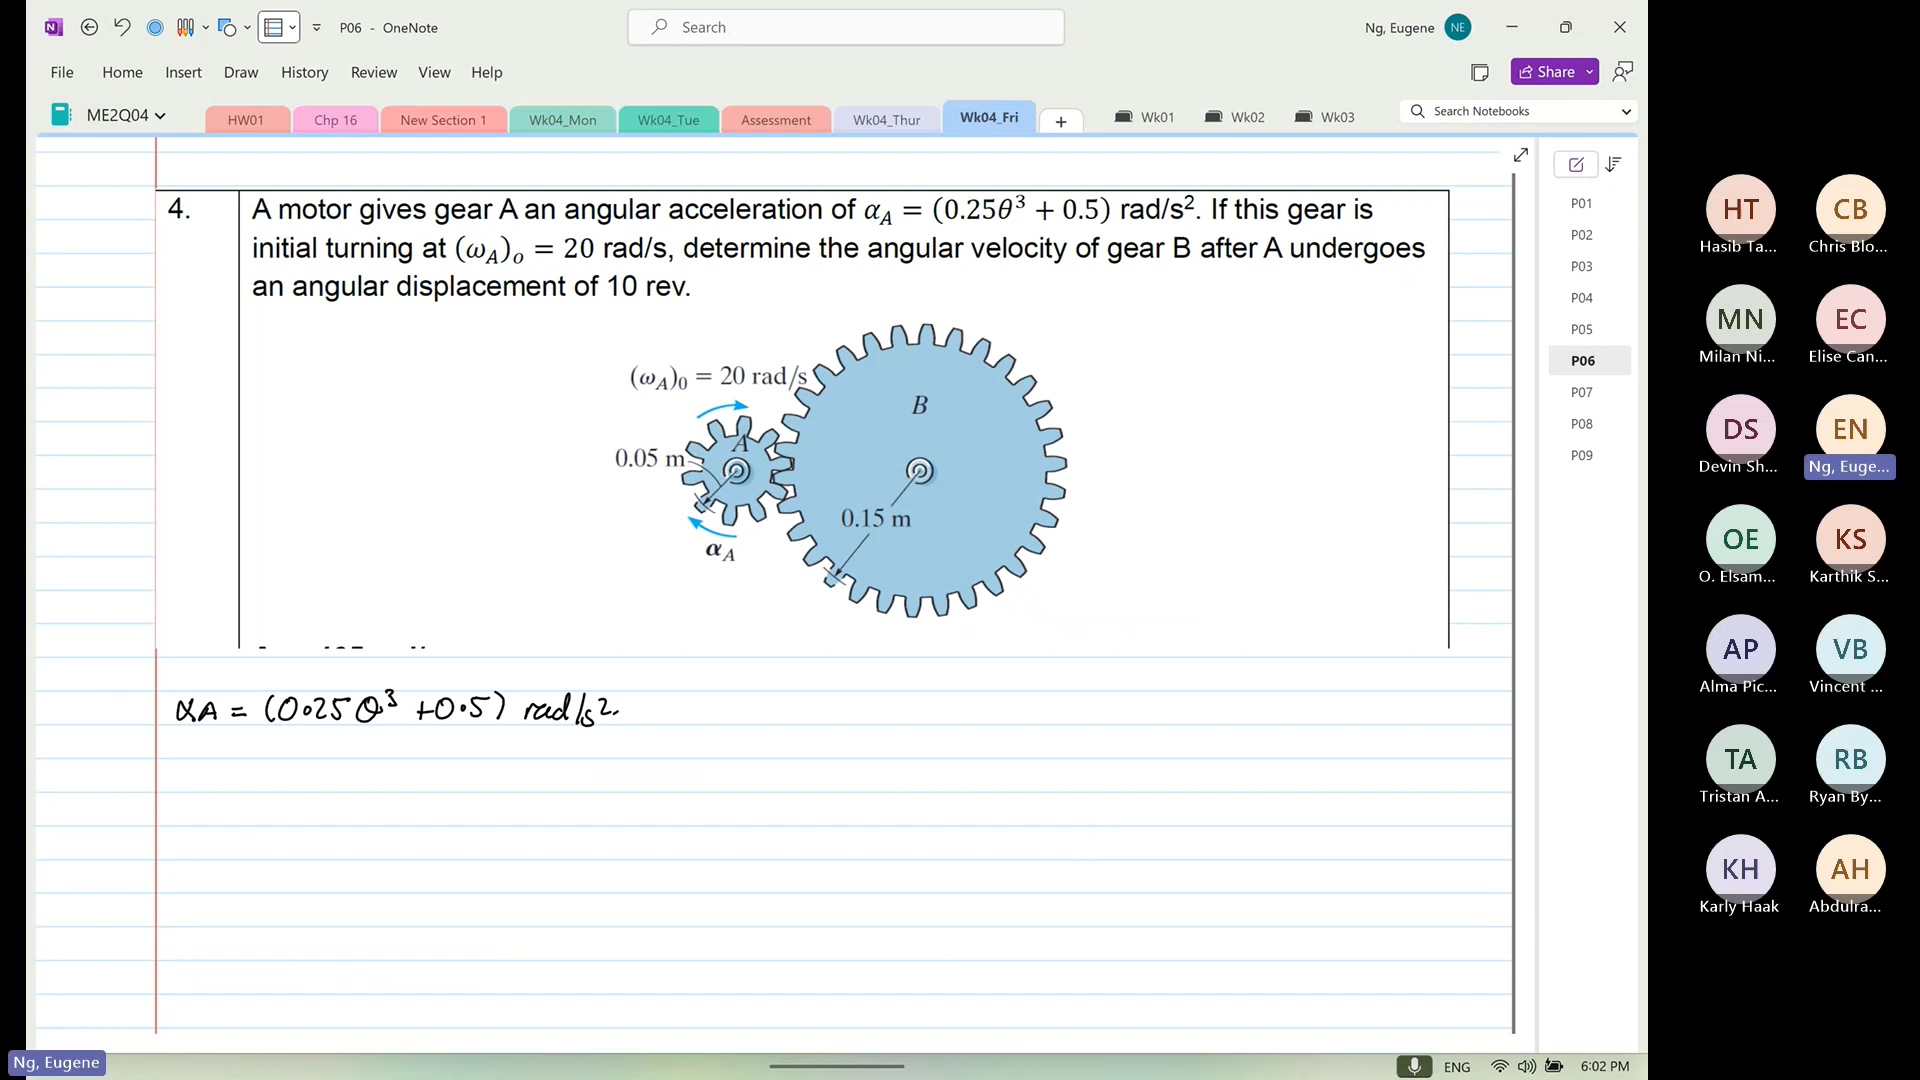 P06 - OneNote
Search
Ng, Eugene
NE
File
Home
Insert
Draw
History
Review
View
Help
Share
ME2Q04
HW01
Chp 16
New Section 1
Wk04_Mon
Wk04_Tue
Assessment
Wk04_Thur
Wk04_Fri
+
Wk01
Wk02
Wk03
Search Notebooks
4.
A motor gives gear A an angular acceleration of αA = (0.25θ³ + 0.5) rad/s². If this gear is
initial turning at (ωA)o = 20 rad/s, determine the angular velocity of gear B after A undergoes
an angular displacement of 10 rev.
(ωA)0 = 20 rad/s
B
A
0.05 m
0.15 m
αA
αA = (0.25θ³ +0.5) rad/s².
P01
P02
P03
P04
P05
P06
P07
P08
P09
HT
Hasib Ta...
CB
Chris Blo...
MN
Milan Ni...
EC
Elise Can...
DS
Devin Sh...
EN
Ng, Euge...
OE
O. Elsam...
KS
Karthik S...
AP
Alma Pic...
VB
Vincent ...
TA
Tristan A...
RB
Ryan By...
KH
Karly Haak
AH
Abdulra...
Ng, Eugene
ENG
6:02 PM